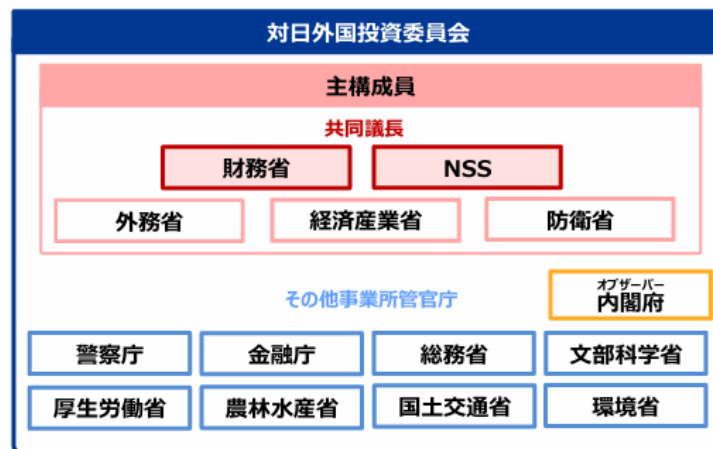 対日外国投資委員会
主構成員
共同議長
財務省 NSS
外務省 経済産業省 防衛省
オブザーバー
その他事業所管官庁 内閣府
警察庁 金融庁 総務省 文部科学省
厚生労働省 農林水産省 国土交通省 環境省